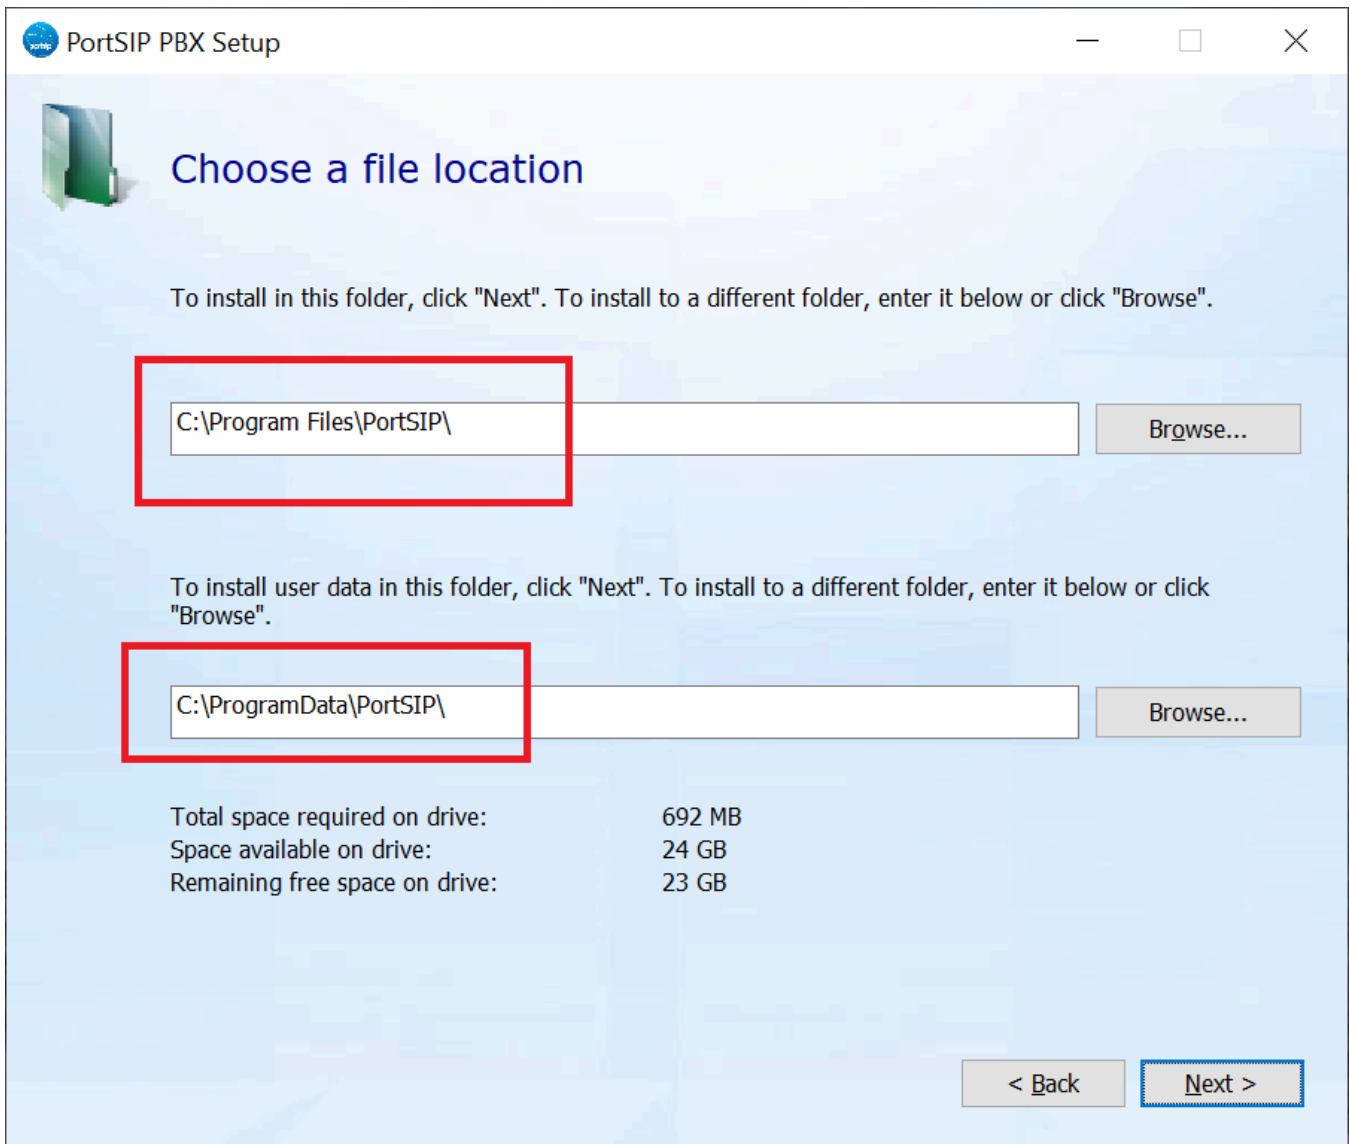 PortSIP PBX Setup
Choose a file location
To install in this folder, click "Next". To install to a different folder, enter it below or click "Browse".
C:\Program Files\PortSIP\
Browse...
To install user data in this folder, click "Next". To install to a different folder, enter it below or click
"Browse".
C:\ProgramData\PortSIP\
Browse...
Total space required on drive: 692 MB
Space available on drive: 24 GB
Remaining free space on drive: 23 GB
< Back Next >